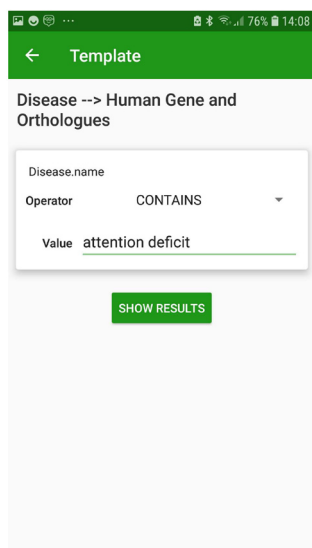 76% 14:08
Template
Disease --> Human Gene and
Orthologues
Disease.name
Operator CONTAINS
Value attention deficit
SHOW RESULTS